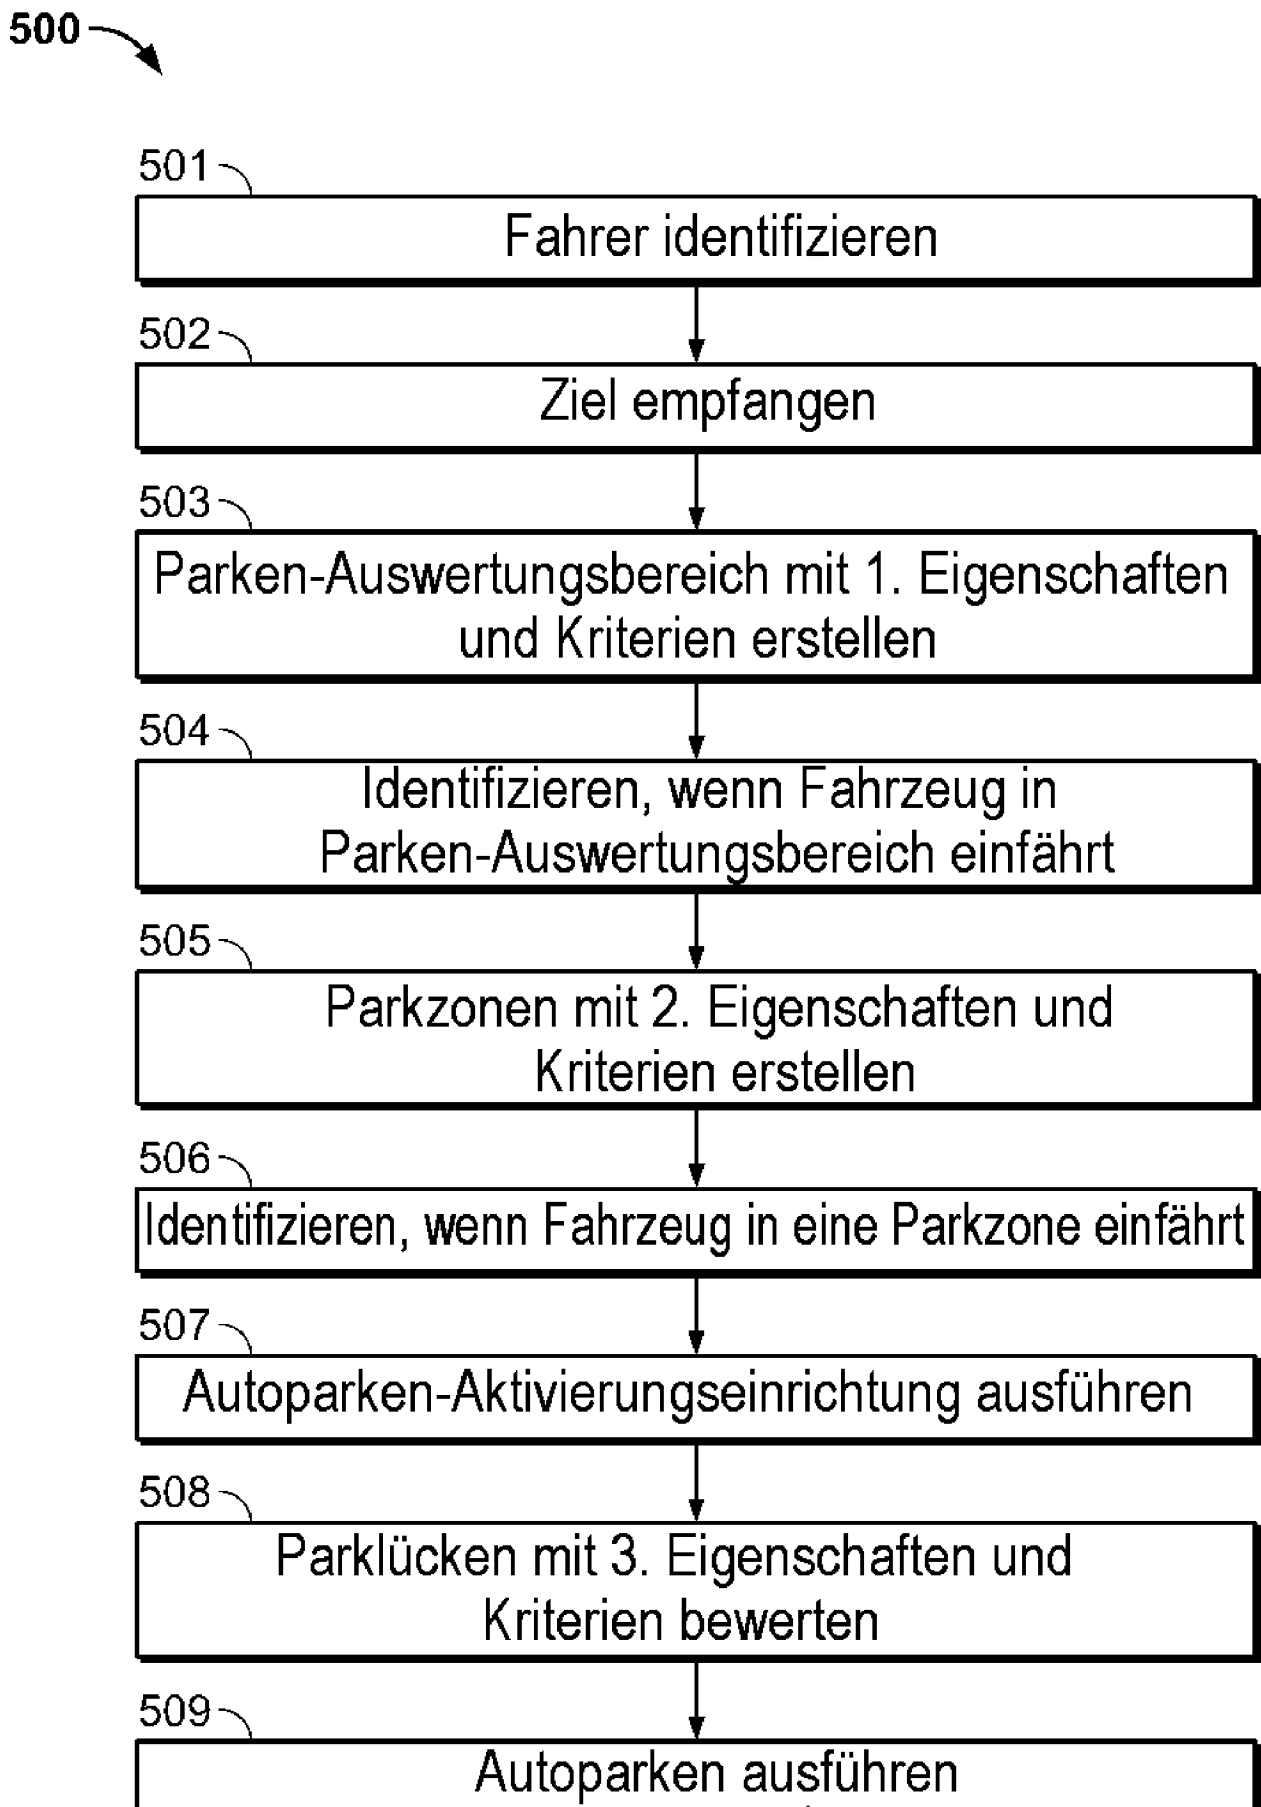 500
501
Fahrer identifizieren
502
Ziel empfangen
503
Parken-Auswertungsbereich mit 1. Eigenschaften
und Kriterien erstellen
504
Identifizieren, wenn Fahrzeug in
Parken-Auswertungsbereich einfährt
505
Parkzonen mit 2. Eigenschaften und
Kriterien erstellen
506
Identifizieren, wenn Fahrzeug in eine Parkzone einfährt
507
Autoparken-Aktivierungseinrichtung ausführen
508
Parklücken mit 3. Eigenschaften und
Kriterien bewerten
509
Autoparken ausführen